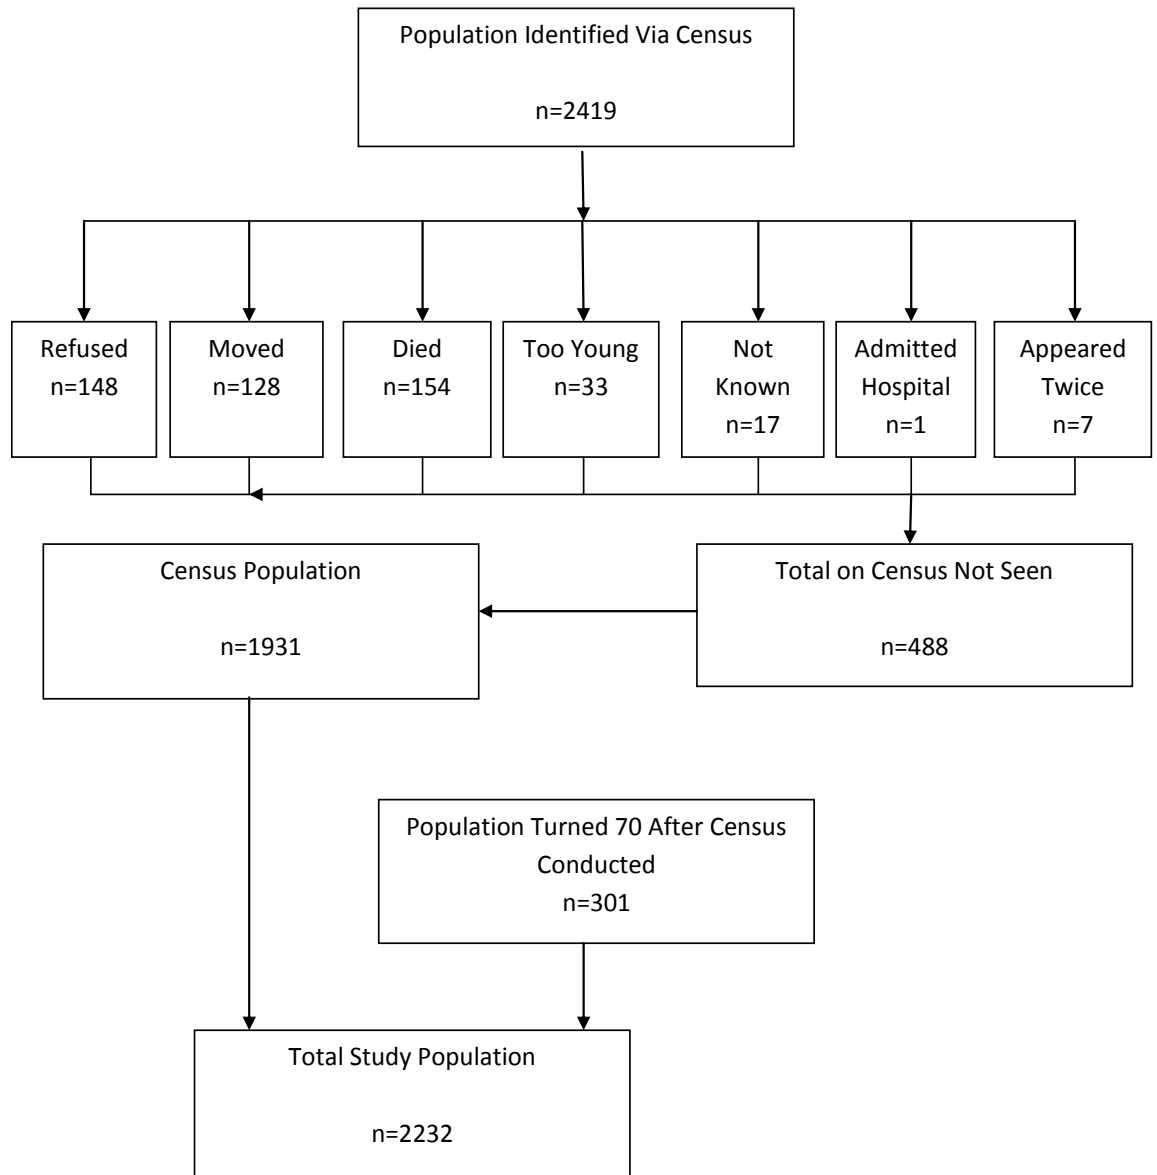 Population Identified Via Census
n=2419
Refused
n=148
Moved
n=128
Died
n=154
Too Young
n=33
Not
Known
n=17
Admitted
Hospital
n=1
Appeared
Twice
n=7
Census Population
n=1931
Total on Census Not Seen
n=488
Population Turned 70 After Census
Conducted
n=301
Total Study Population
n=2232